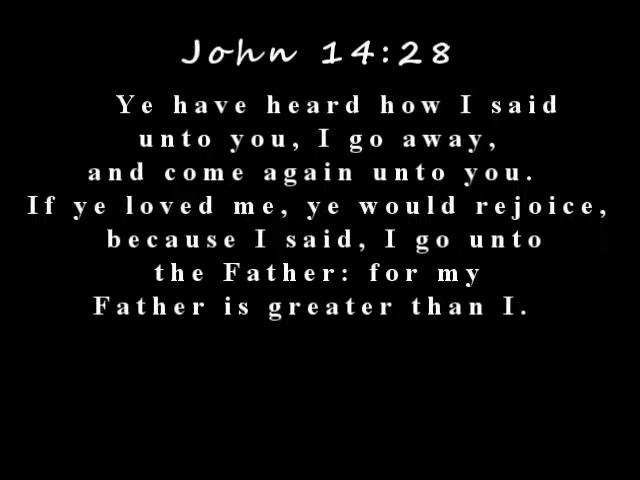 John 14:28
Ye have heard how I said
unto you, I go away,
and come again unto you.
If ye loved me, ye would rejoice,
because I said, I go unto
the Father: for my
Father is greater than I.